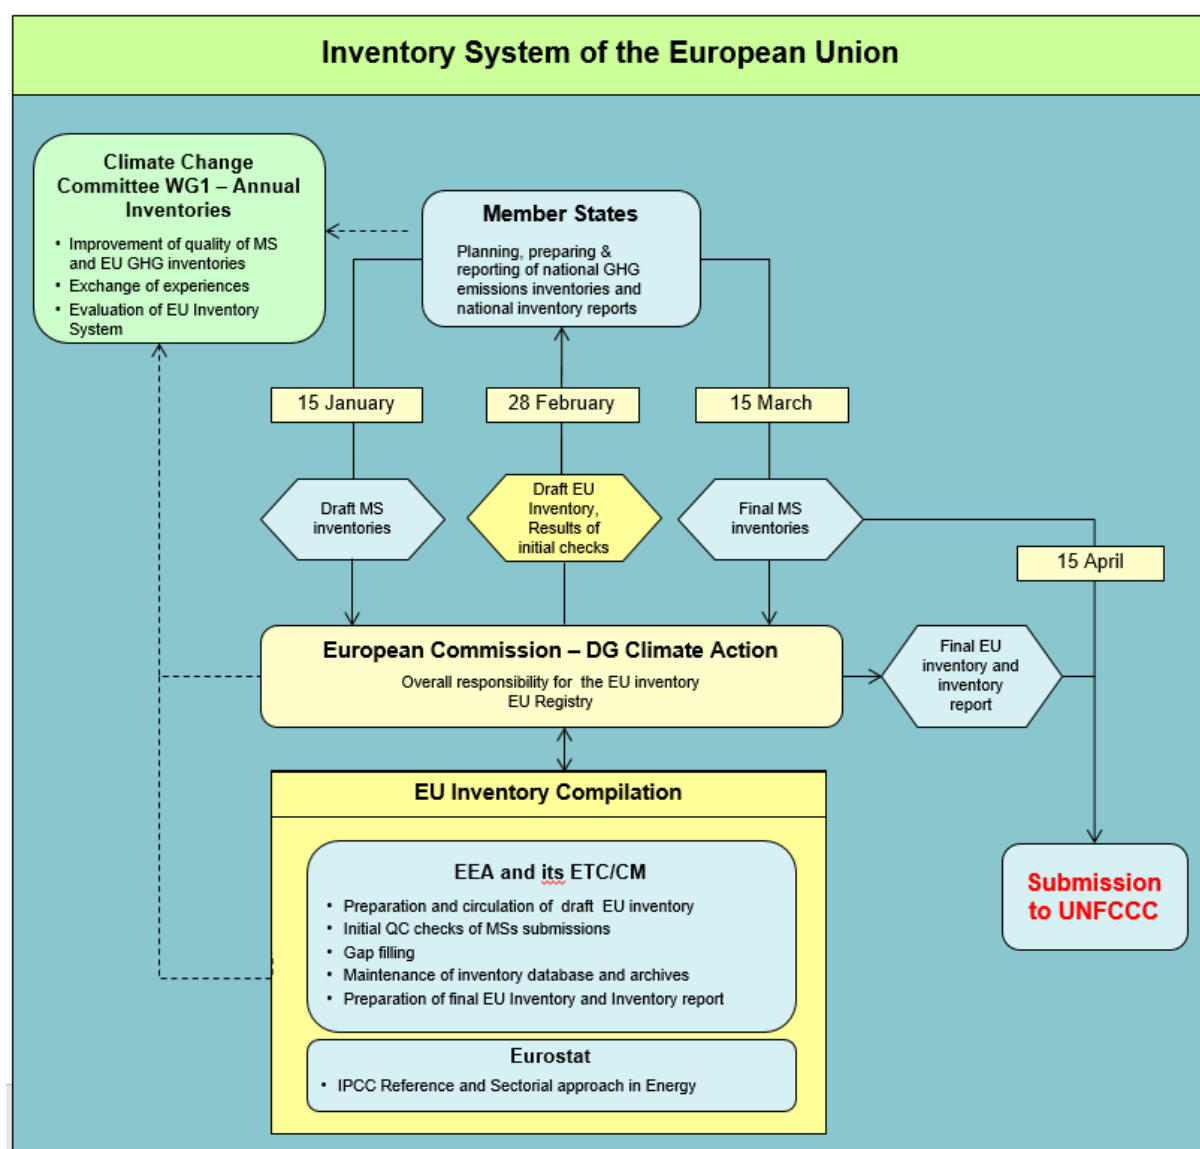 Inventory System of the European Union
Climate Change
Committee WG1 – Annual
Inventories
• Improvement of quality of MS
and EU GHG inventories
• Exchange of experiences
• Evaluation of EU Inventory
System
Member States
Planning, preparing &
reporting of national GHG
emissions inventories and
national inventory reports
15 January
28 February
15 March
Draft MS
inventories
Draft EU
Inventory,
Results of
initial checks
Final MS
inventories
15 April
European Commission – DG Climate Action
Overall responsibility for the EU inventory
EU Registry
Final EU
inventory and
inventory
report
EU Inventory Compilation
EEA and its ETC/CM
• Preparation and circulation of draft EU inventory
• Initial QC checks of MSs submissions
• Gap filling
• Maintenance of inventory database and archives
• Preparation of final EU Inventory and Inventory report
Submission
to UNFCCC
Eurostat
• IPCC Reference and Sectorial approach in Energy